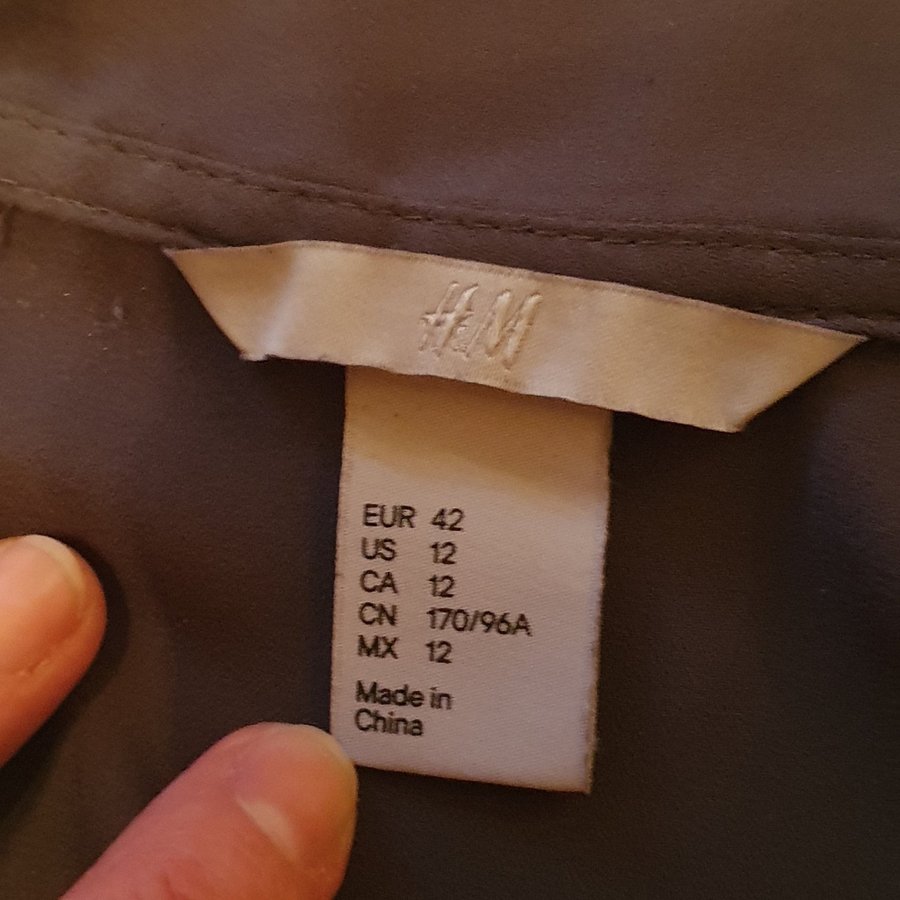 H&M
EUR 42
US 12
CA 12
CN 170/96A
MX 12
Made in
China